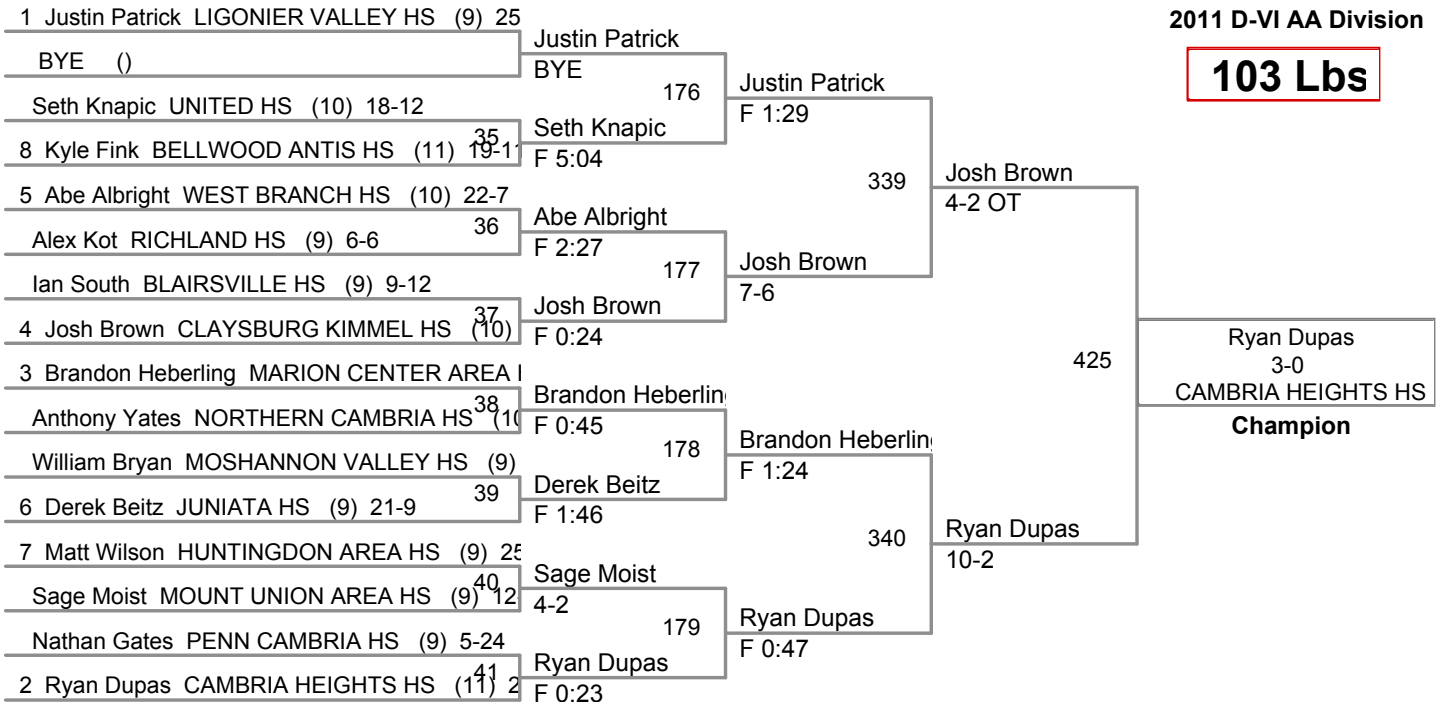 2011 D-VI AA Division
103 Lbs
1 Justin Patrick LIGONIER VALLEY HS (9) 25
BYE ()
Seth Knapic UNITED HS (10) 18-12
35
8 Kyle Fink BELLWOOD ANTIS HS (11) 19-11
5 Abe Albright WEST BRANCH HS (10) 22-7
36
Alex Kot RICHLAND HS (9) 6-6
Ian South BLAIRSVILLE HS (9) 9-12
37
4 Josh Brown CLAYSBURG KIMMEL HS (10)
3 Brandon Heberling MARION CENTER AREA
38
Anthony Yates NORTHERN CAMBRIA HS (10
William Bryan MOSHANNON VALLEY HS (9)
39
6 Derek Beitz JUNIATA HS (9) 21-9
7 Matt Wilson HUNTINGDON AREA HS (9) 25
40
Sage Moist MOUNT UNION AREA HS (9) 12
Nathan Gates PENN CAMBRIA HS (9) 5-24
41
2 Ryan Dupas CAMBRIA HEIGHTS HS (11) 2
Justin Patrick
BYE
176
Seth Knapic
F 5:04
Abe Albright
F 2:27
177
Josh Brown
F 0:24
Brandon Heberling
F 0:45
178
Derek Beitz
F 1:46
Sage Moist
4-2
179
Ryan Dupas
F 0:23
Justin Patrick
F 1:29
339
Josh Brown
7-6
Brandon Heberling
F 1:24
340
Ryan Dupas
F 0:47
Josh Brown
4-2 OT
425
Ryan Dupas
10-2
Ryan Dupas
3-0
CAMBRIA HEIGHTS HS
Champion